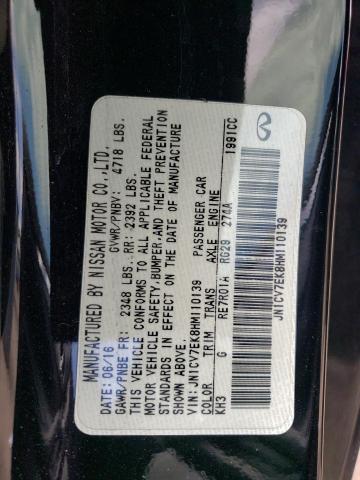 MANUFACTURED BY NISSAN MOTOR CO.,LTD.
DATE: 06/16 GVWR/PNBV: 4718 LBS.
GAWR/PNBE FR: 2348 LBS. RR: 2392 LBS.
THIS VEHICLE CONFORMS TO ALL APPLICABLE FEDERAL
MOTOR VEHICLE SAFETY,BUMPER,AND THEFT PREVENTION
STANDARDS IN EFFECT ON THE DATE OF MANUFACTURE
SHOWN ABOVE.
VIN: JN1CV7EK8HM110139 PASSENGER CAR
COLOR TRIM TRANS AXLE ENGINE
KH3 G RE7R01A RG29 274A 1991CC
JN1CV7EK8HM110139